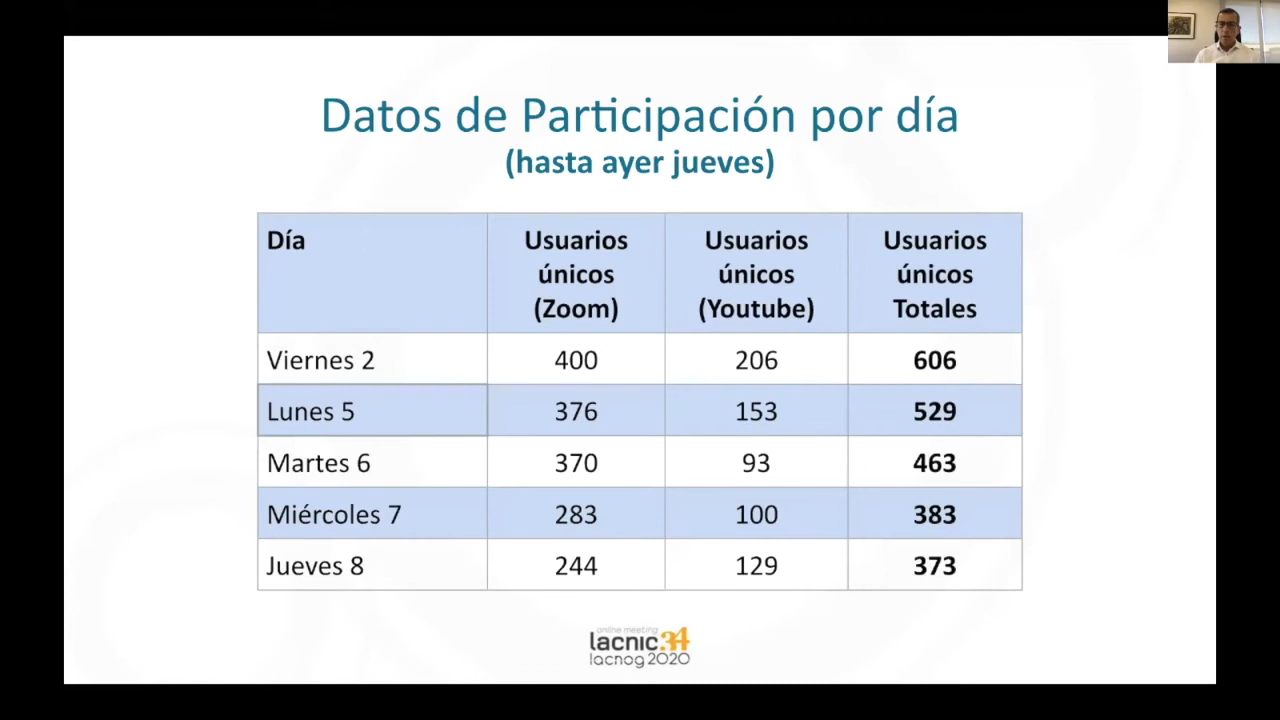 Datos de Participación por día
(hasta ayer jueves)
Día
Usuarios
únicos
(Zoom)
Usuarios
únicos
(Youtube)
Usuarios
únicos
Totales
Viernes 2 400 206 606
Lunes 5 376 153 529
Martes 6 370 93 463
Miércoles 7 283 100 383
Jueves 8 244 129 373
online meeting
lacnic34
lacnog2020